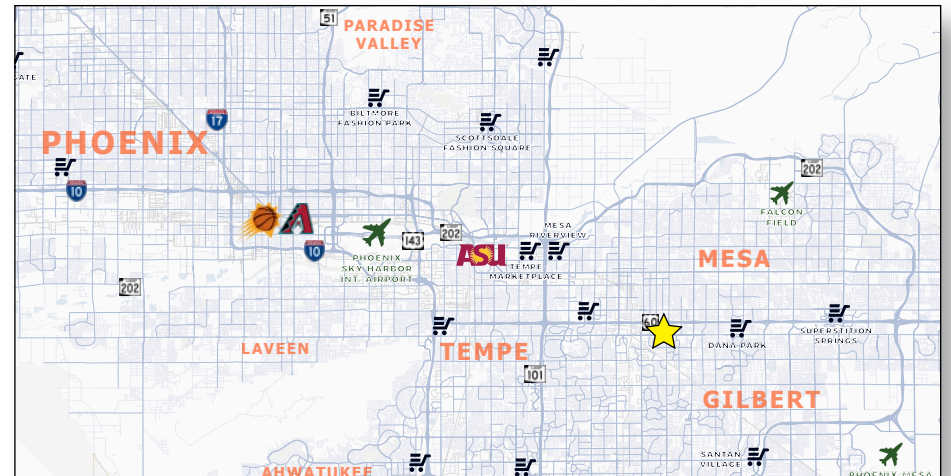 51
PARADISE
VALLEY
ATE
BILTMORE
FASHION PARK
17
SCOTTSDALE
FASHION SQUARE
PHOENIX
10
202
FALCON
FIELD
MESA
RIVERVIEW
202
143
10
ASU
TEMPE
MARKETPLACE
PHOENIX
SKY HARBOR
INT. AIRPORT
MESA
202
60
SUPERSTITION
SPRINGS
DANA PARK
LAVEEN
TEMPE
101
GILBERT
SANTAN
VILLAGE
AHWATUKEE
PHOENIX-MESA